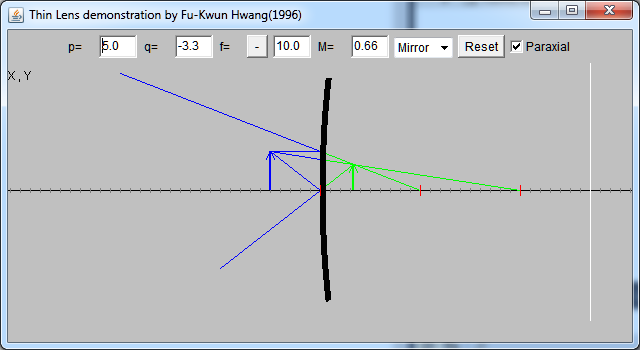 Thin Lens demonstration by Fu-Kwun Hwang(1996)
p= 5.0 q= -3.3 f= - 10.0 M= 0.66 Mirror Reset Paraxial
X,Y